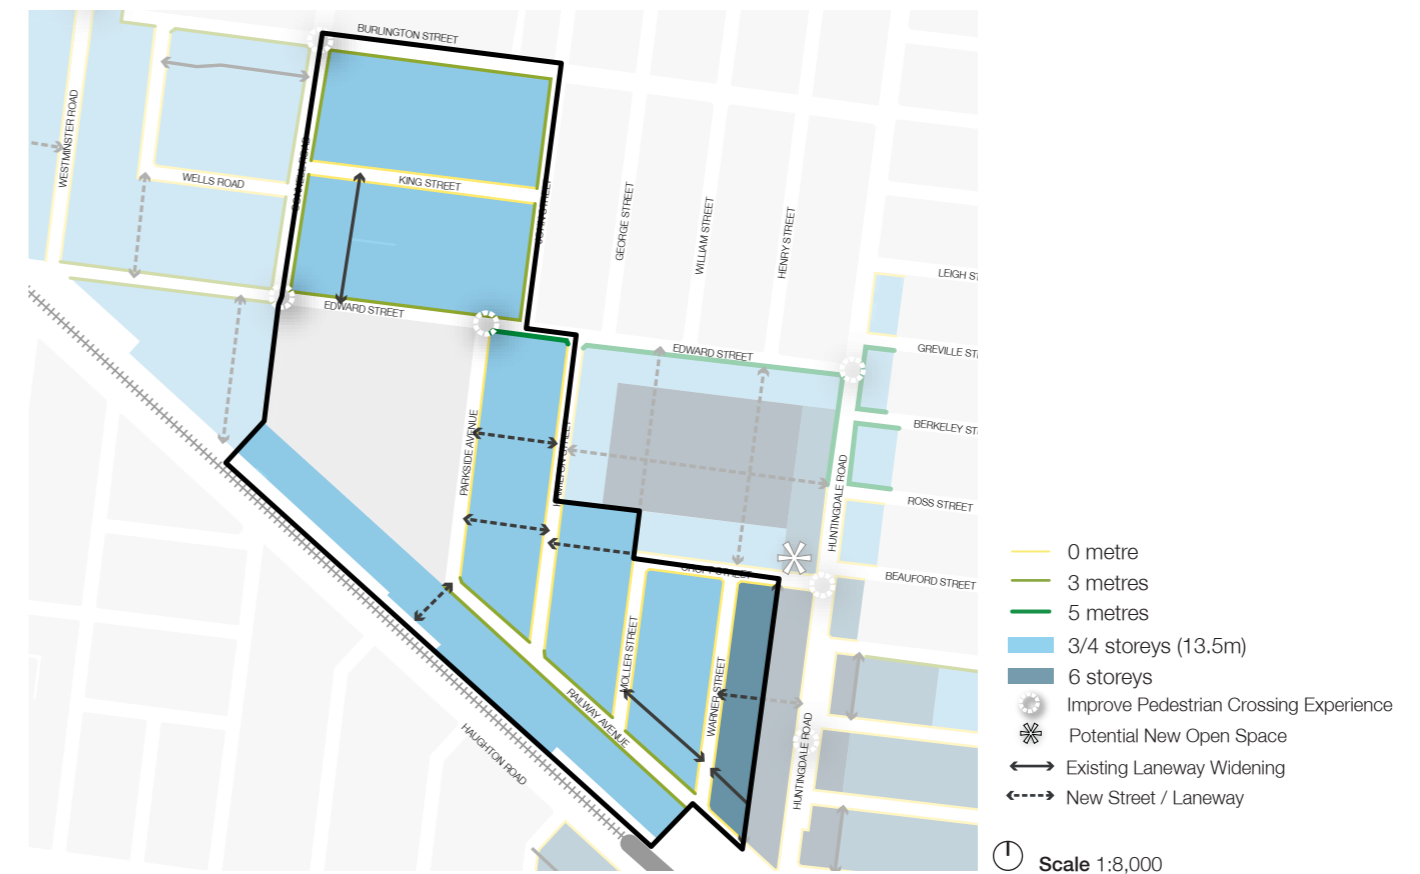 BURLINGTON STREET
WESTMINSTER ROAD
WELLS ROAD
KING STREET
GEORGE STREET
WILLIAM STREET
HENRY STREET
LEIGH ST
EDWARD STREET
EDWARD STREET
GREVILLE ST
PARKSIDE AVENUE
BERKELEY ST
HUNTINGDALE ROAD
ROSS STREET
BEAUFORD STREET
MOLLER STREET
WARNER STREET
RAILWAY AVENUE
HAUGHTON ROAD
HUNTINGDALE ROAD
0 metre
3 metres
5 metres
3/4 storeys (13.5m)
6 storeys
Improve Pedestrian Crossing Experience
Potential New Open Space
Existing Laneway Widening
New Street / Laneway
Scale 1:8,000